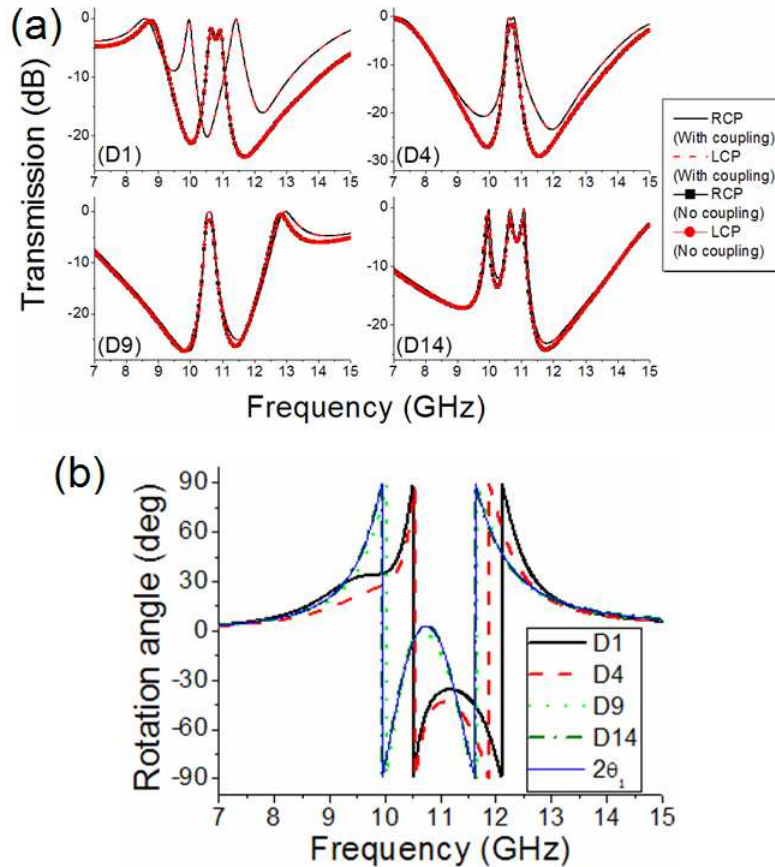 (a)
Transmission (dB)
0
-10
-20
(D1)
7 8 9 10 11 12 13 14 15
0
-10
-20
-30
(D4)
7 8 9 10 11 12 13 14 15
0
-10
-20
(D9)
7 8 9 10 11 12 13 14 15
0
-10
-20
(D14)
7 8 9 10 11 12 13 14 15
Frequency (GHz)
RCP
(With coupling)
LCP
(With coupling)
RCP
(No coupling)
LCP
(No coupling)
(b)
Rotation angle (deg)
90
60
30
0
-30
-60
-90
D1
D4
D9
D14
2θ₁
7 8 9 10 11 12 13 14 15
Frequency (GHz)